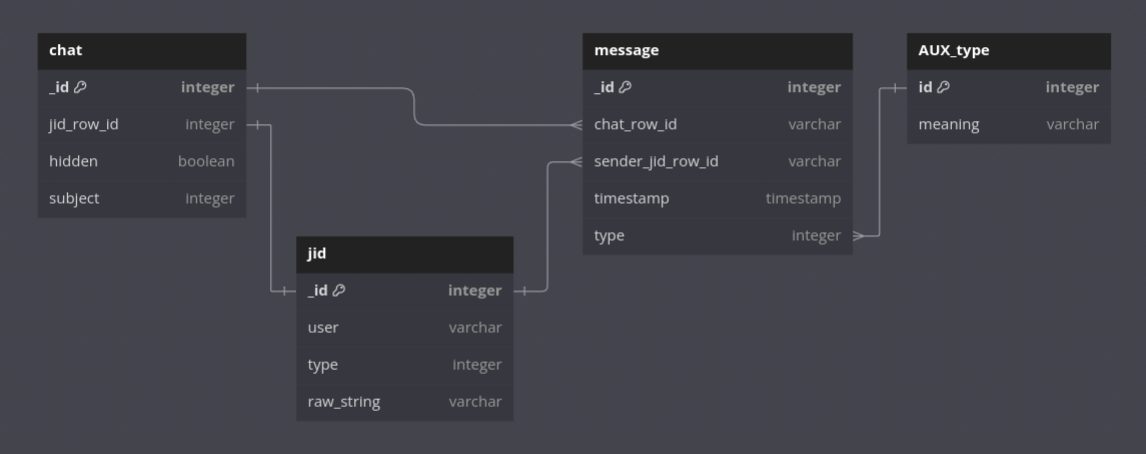 chat
_id integer
jid_row_id integer
hidden boolean
subject integer
jid
_id integer
user varchar
type integer
raw_string varchar
message
_id integer
chat_row_id varchar
sender_jid_row_id varchar
timestamp timestamp
type integer
AUX_type
id integer
meaning varchar